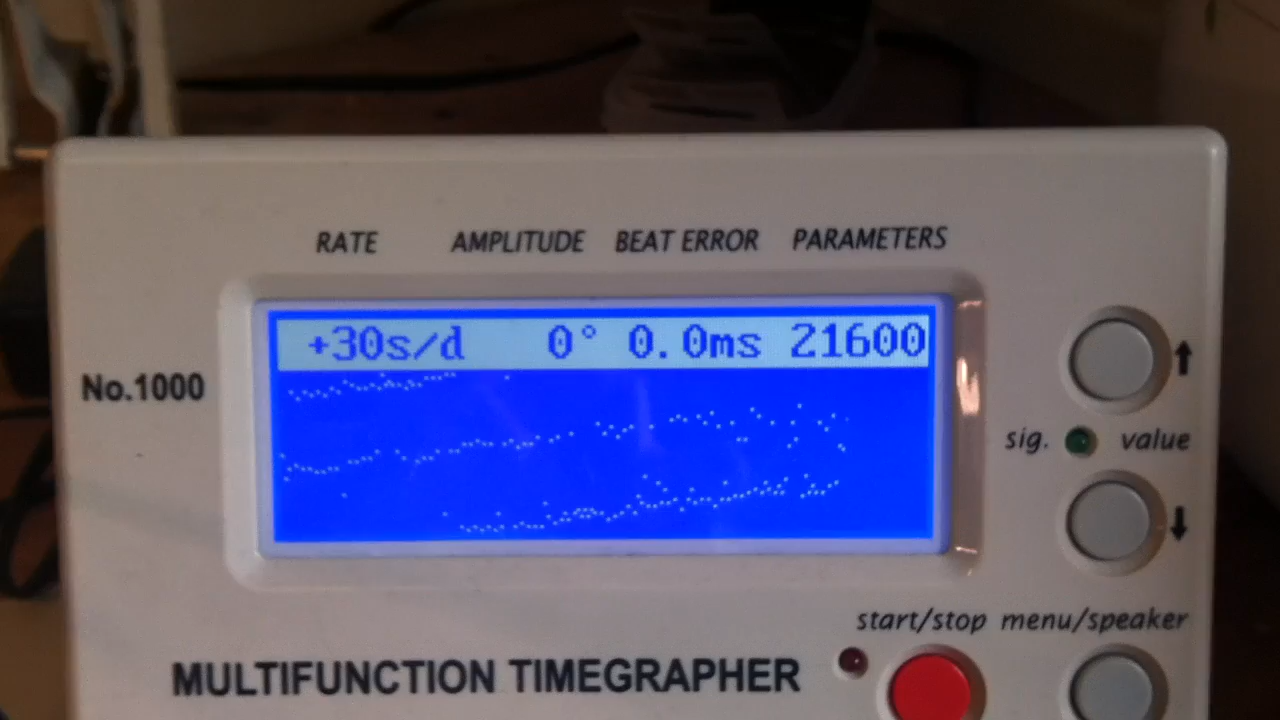 RATE AMPLITUDE BEAT ERROR PARAMETERS
+30s/d 0° 0.0ms 21600
No.1000
sig. value
start/stop menu/speaker
MULTIFUNCTION TIMEGRAPHER